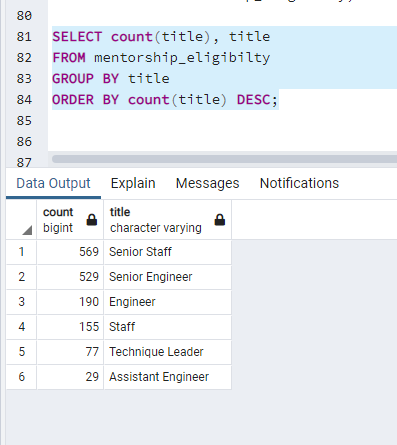 80
81 SELECT count(title), title
82 FROM mentorship_eligibilty
83 GROUP BY title
84 ORDER BY count(title) DESC;
85
86
87
Data Output Explain Messages Notifications
count title
bigint character varying
1 569 Senior Staff
2 529 Senior Engineer
3 190 Engineer
4 155 Staff
5 77 Technique Leader
6 29 Assistant Engineer